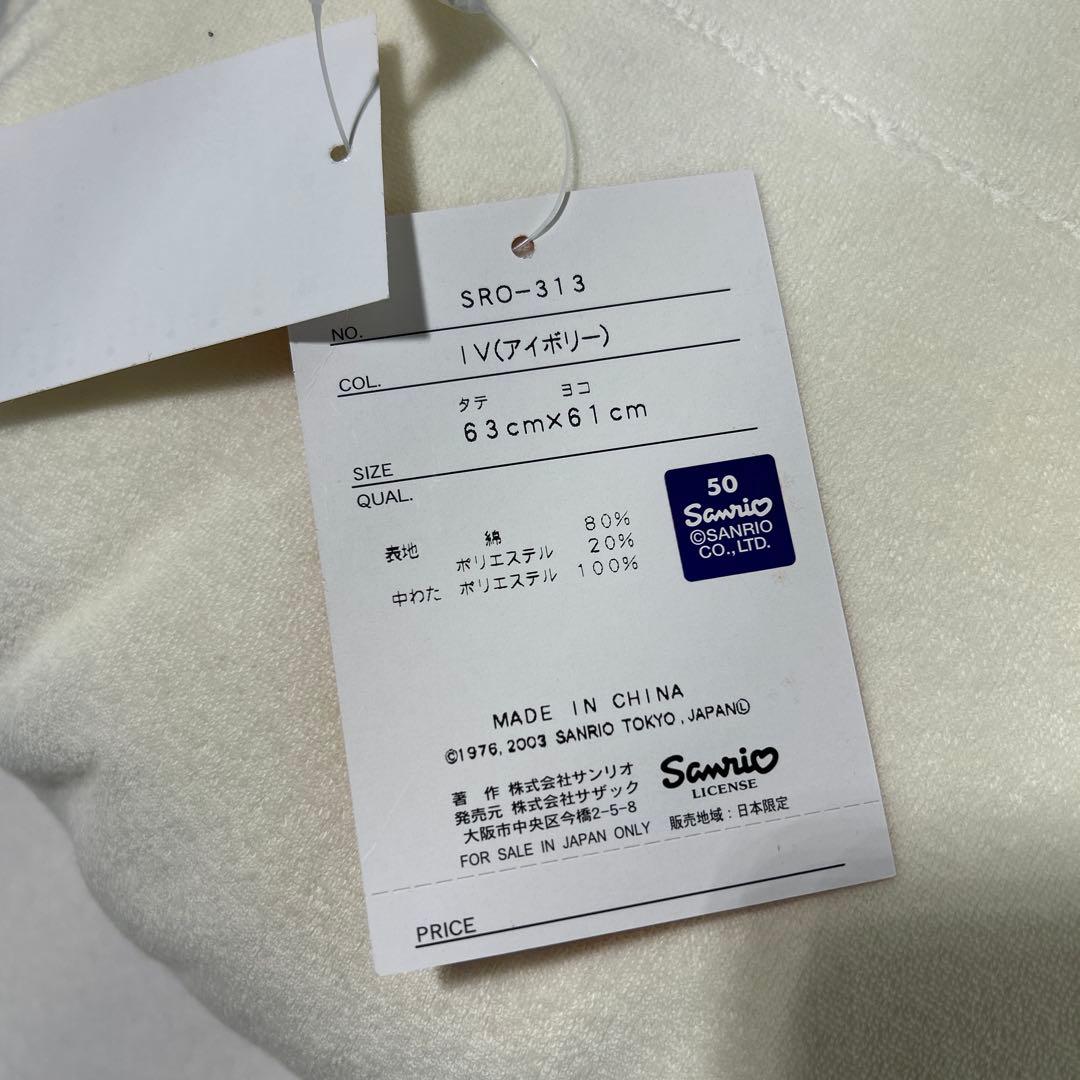 SRO-313
NO.
IV(アイボリー)
COL.
タテ ヨコ
63cm×61cm
SIZE
QUAL.
表地 綿 80%
ポリエステル 20%
中わた ポリエステル 100%
50
Sanrio
©SANRIO
CO.,LTD.
MADE IN CHINA
©1976, 2003 SANRIO TOKYO, JAPANⓁ
著 作 株式会社サンリオ
発売元 株式会社サザック
大阪市中央区今橋2-5-8
Sanrio
LICENSE
FOR SALE IN JAPAN ONLY 販売地域:日本限定
PRICE